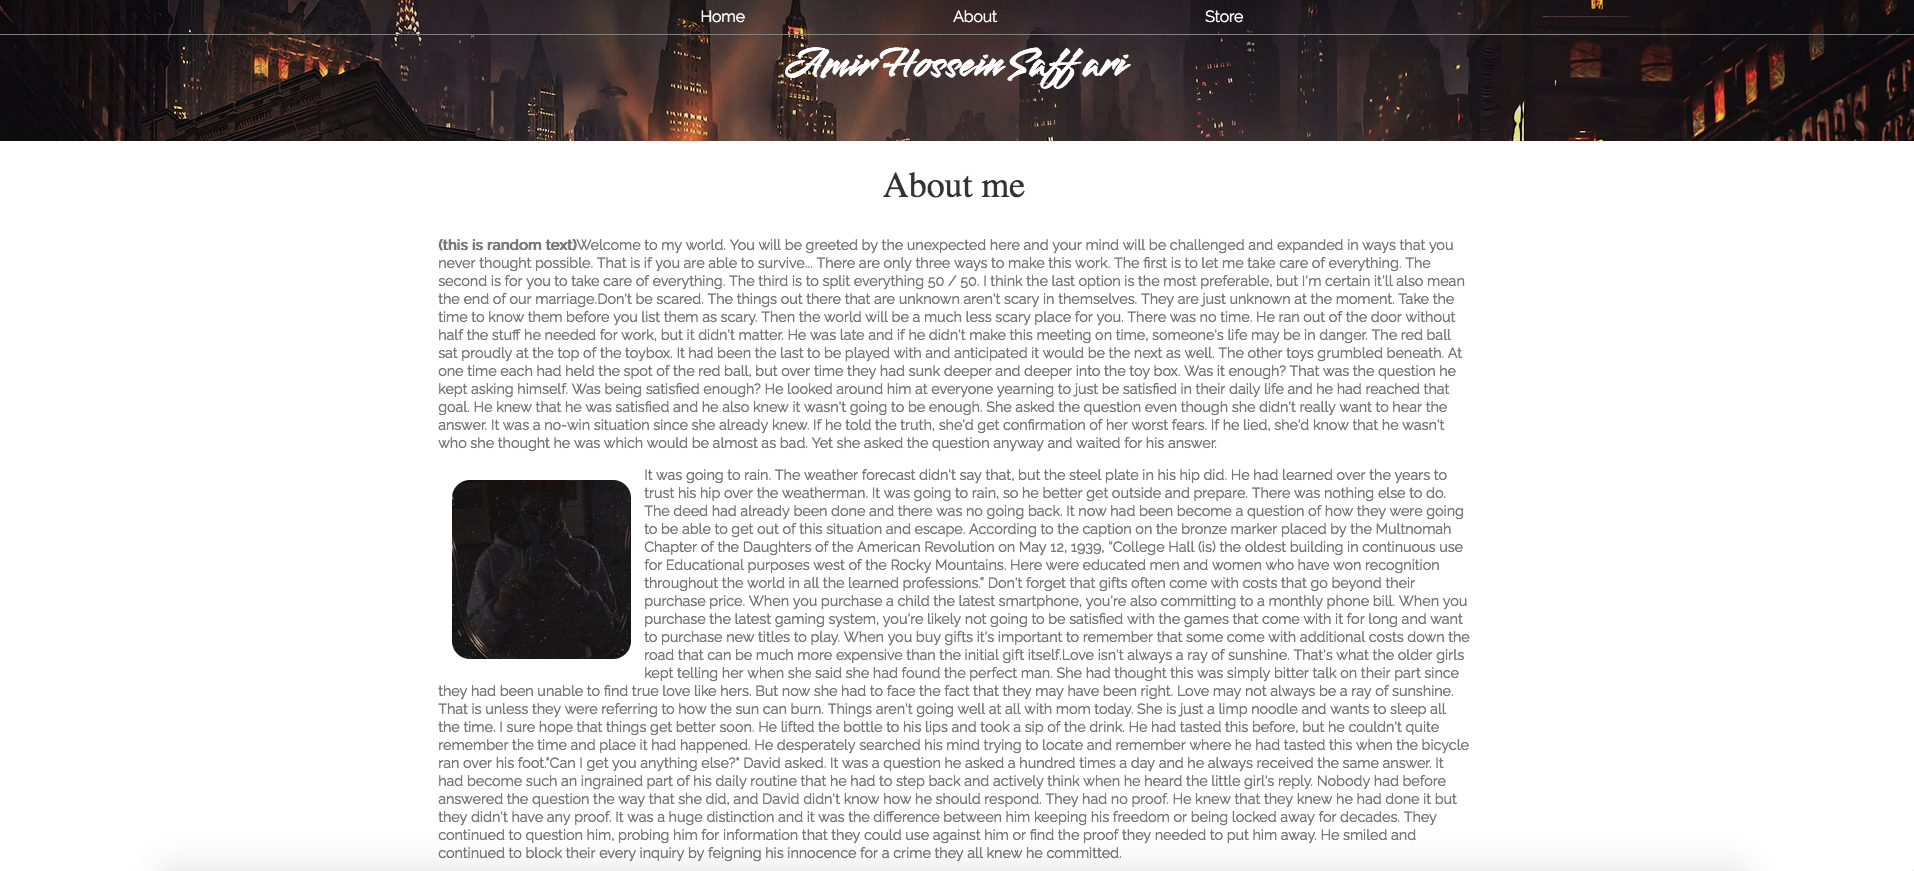 Home About Store
Amir Hossein Saffari
About me
(this is random text)Welcome to my world. You will be greeted by the unexpected here and your mind will be challenged and expanded in ways that you
never thought possible. That is if you are able to survive... There are only three ways to make this work. The first is to let me take care of everything. The
second is for you to take care of everything. The third is to split everything 50 / 50. I think the last option is the most preferable, but I'm certain it'll also mean
the end of our marriage.Don't be scared. The things out there that are unknown aren't scary in themselves. They are just unknown at the moment. Take the
time to know them before you list them as scary. Then the world will be a much less scary place for you. There was no time. He ran out of the door without
half the stuff he needed for work, but it didn't matter. He was late and if he didn't make this meeting on time, someone's life may be in danger. The red ball
sat proudly at the top of the toybox. It had been the last to be played with and anticipated it would be the next as well. The other toys grumbled beneath. At
one time each had held the spot of the red ball, but over time they had sunk deeper and deeper into the toy box. Was it enough? That was the question he
kept asking himself. Was being satisfied enough? He looked around him at everyone yearning to just be satisfied in their daily life and he had reached that
goal. He knew that he was satisfied and he also knew it wasn't going to be enough. She asked the question even though she didn't really want to hear the
answer. It was a no-win situation since she already knew. If he told the truth, she'd get confirmation of her worst fears. If he lied, she'd know that he wasn't
who she thought he was which would be almost as bad. Yet she asked the question anyway and waited for his answer.
It was going to rain. The weather forecast didn't say that, but the steel plate in his hip did. He had learned over the years to
trust his hip over the weatherman. It was going to rain, so he better get outside and prepare. There was nothing else to do.
The deed had already been done and there was no going back. It now had been become a question of how they were going
to be able to get out of this situation and escape. According to the caption on the bronze marker placed by the Multnomah
Chapter of the Daughters of the American Revolution on May 12, 1939, "College Hall (is) the oldest building in continuous use
for Educational purposes west of the Rocky Mountains. Here were educated men and women who have won recognition
throughout the world in all the learned professions." Don't forget that gifts often come with costs that go beyond their
purchase price. When you purchase a child the latest smartphone, you're also committing to a monthly phone bill. When you
purchase the latest gaming system, you're likely not going to be satisfied with the games that come with it for long and want
to purchase new titles to play. When you buy gifts it's important to remember that some come with additional costs down the
road that can be much more expensive than the initial gift itself.Love isn't always a ray of sunshine. That's what the older girls
kept telling her when she said she had found the perfect man. She had thought this was simply bitter talk on their part since
they had been unable to find true love like hers. But now she had to face the fact that they may have been right. Love may not always be a ray of sunshine.
That is unless they were referring to how the sun can burn. Things aren't going well at all with mom today. She is just a limp noodle and wants to sleep all
the time. I sure hope that things get better soon. He lifted the bottle to his lips and took a sip of the drink. He had tasted this before, but he couldn't quite
remember the time and place it had happened. He desperately searched his mind trying to locate and remember where he had tasted this when the bicycle
ran over his foot."Can I get you anything else?" David asked. It was a question he asked a hundred times a day and he always received the same answer. It
had become such an ingrained part of his daily routine that he had to step back and actively think when he heard the little girl's reply. Nobody had before
answered the question the way that she did, and David didn't know how he should respond. They had no proof. He knew that they knew he had done it but
they didn't have any proof. It was a huge distinction and it was the difference between him keeping his freedom or being locked away for decades. They
continued to question him, probing him for information that they could use against him or find the proof they needed to put him away. He smiled and
continued to block their every inquiry by feigning his innocence for a crime they all knew he committed.